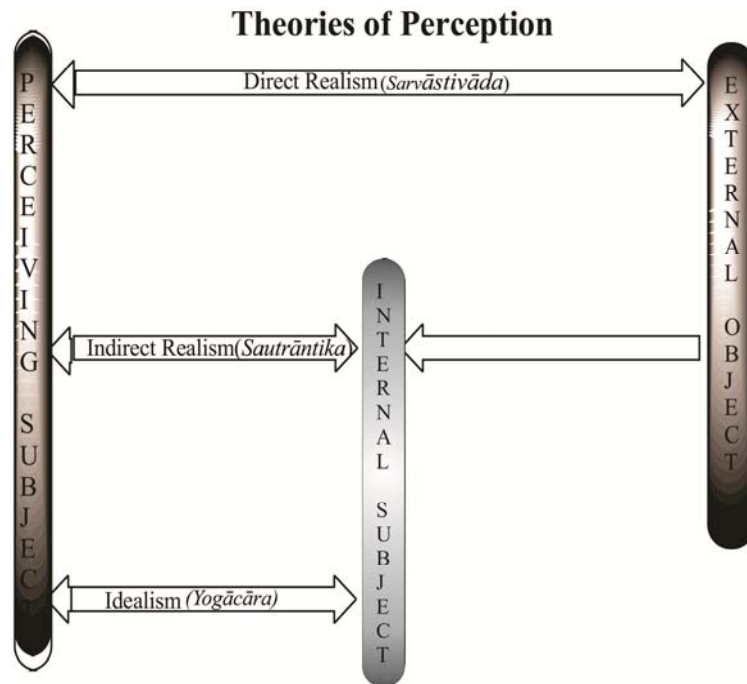 Theories of Perception
PERCEIVING SUBJECT
Direct Realism (Sarvāstivāda)
EXTERNAL OBJECT
INTERNAL SUBJECT
Indirect Realism(Sautrāntika)
Idealism (Yogācāra)